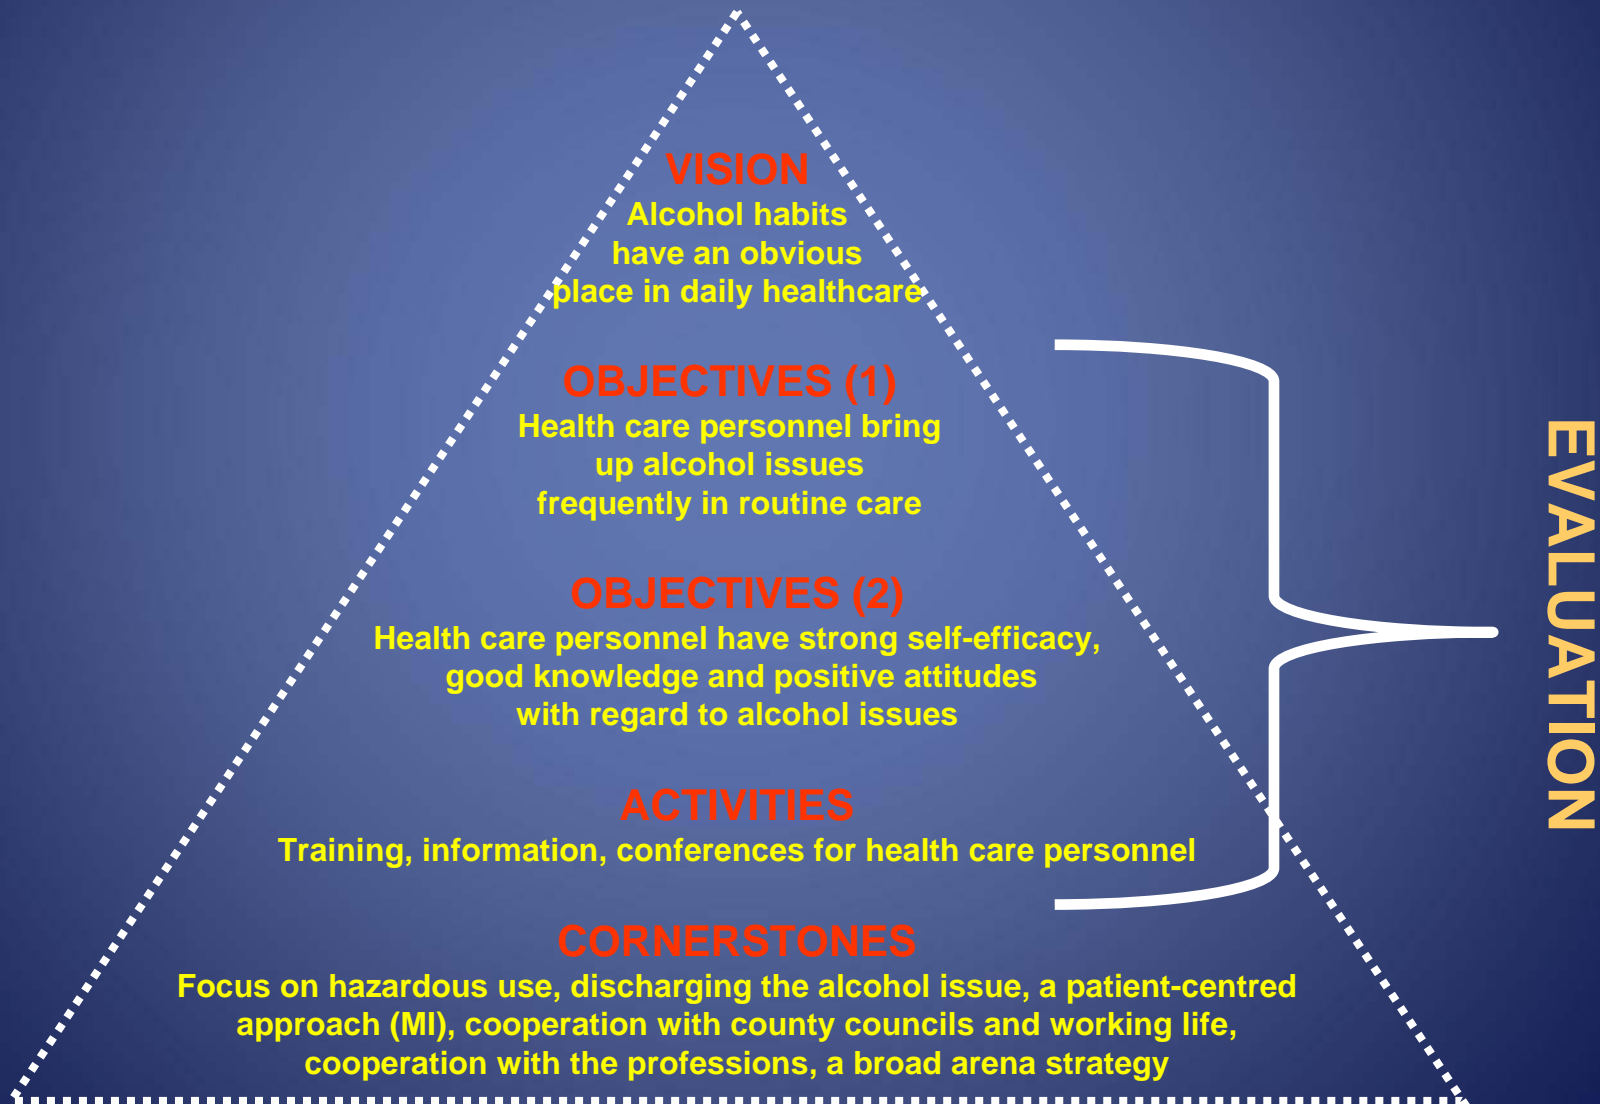 VISION
Alcohol habits
have an obvious
place in daily healthcare
OBJECTIVES (1)
Health care personnel bring
up alcohol issues
frequently in routine care
OBJECTIVES (2)
Health care personnel have strong self-efficacy,
good knowledge and positive attitudes
with regard to alcohol issues
ACTIVITIES
Training, information, conferences for health care personnel
CORNERSTONES
Focus on hazardous use, discharging the alcohol issue, a patient-centred
approach (MI), cooperation with county councils and working life,
cooperation with the professions, a broad arena strategy
EVALUATION